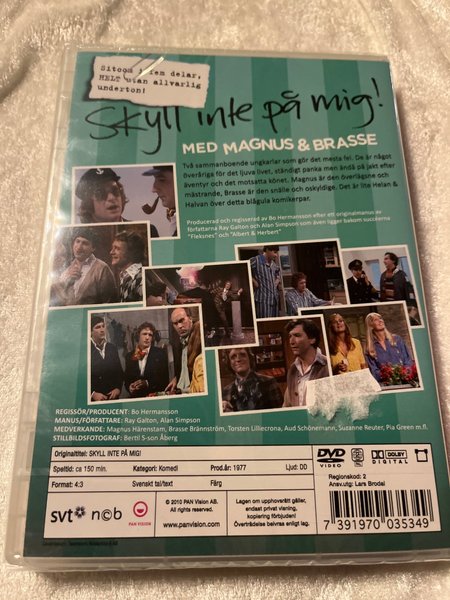 Sitcom i fem delar,
HELT utan allvarlig
underton!
Skyll inte på mig!
MED MAGNUS & BRASSE
Två sammanboende ungkarlar som gör det mesta fel. De är något
överåriga för det ljuva livet, ständigt panka men ändå på jakt efter
äventyr och det motsatta könet. Magnus är den överlägsne och
mästrande, Brasse är den snälle och oskyldige. Det är lite Helan &
Halvan över detta blågula komikerpar.
Producerad och regisserad av Bo Hermansson efter ett originalmanus av
författarna Ray Galton och Alan Simpson som även ligger bakom succéerna
"Fleksnes" och "Albert & Herbert"
REGISSÖR/PRODUCENT: Bo Hermansson
MANUS/FÖRFATTARE: Ray Galton, Alan Simpson
MEDVERKANDE: Magnus Härenstam, Brasse Brännström, Torsten Lilliecrona, Aud Schönemann, Suzanne Reuter, Pia Green m.fl.
STILLBILDSFOTOGRAF: Bertil S-son Åberg
Originaltitel: SKYLL INTE PÅ MIG!
Speltid: ca 150 min. Kategori: Komedi Prod.år: 1977 Ljud: DD
Format: 4:3 Svenskt tal/text Färg
DVD
VIDEO
DOLBY
DIGITAL
Regionskod: 2
Ansv.utg: Lars Brodal
svt ncb PAN VISION
© 2010 PAN Vision AB.
All rights reserved.
WWW.PANVISION.COM
Lagen om upphovsrätt gäller,
endast privat visning,
kopiering förbjuden!
Överträdelse beivras enligt lag.
7 391970 035349